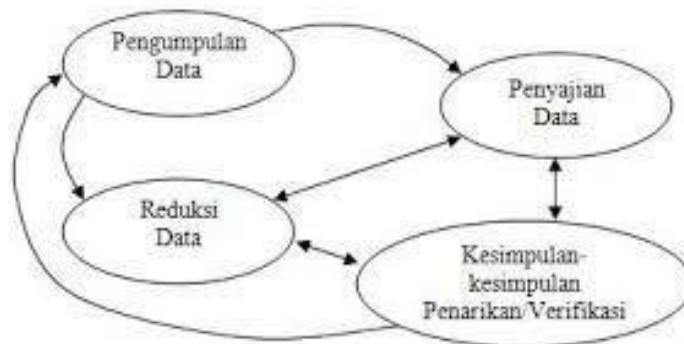 Pengumpulan
Data
Penyajian
Data
Reduksi
Data
Kesimpulan-
kesimpulan
Penarikan/Verifikasi